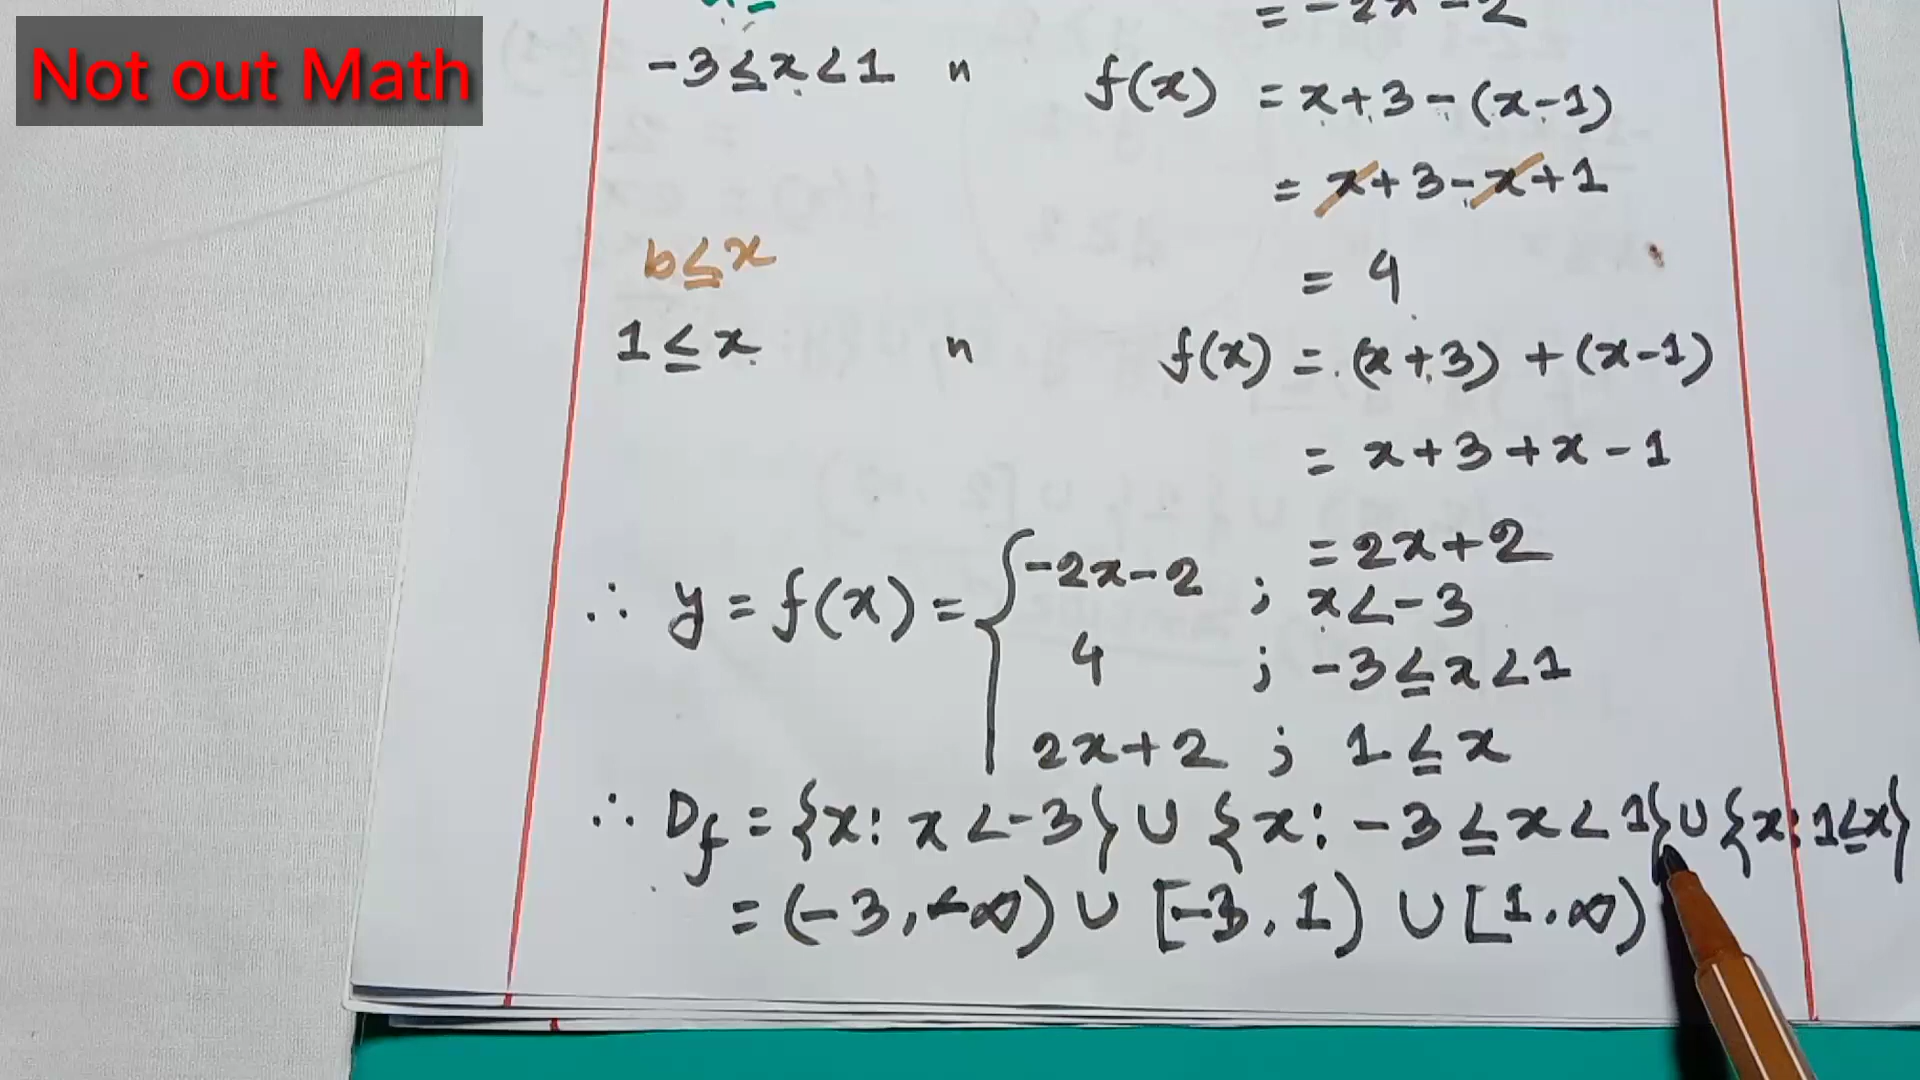 Not out Math
= -2x-2
-3≤x<1 n f(x) = x+3-(x-1)
= x+3-x+1
b≤x
= 4
1≤x n f(x) = (x+3) + (x-1)
= x+3+x-1
= 2x+2
∴ y = f(x) = { -2x-2 ; x<-3
4 ; -3≤x<1
2x+2 ; 1≤x
∴ Df = {x: x<-3} ∪ {x: -3≤x<1} ∪ {x: 1≤x}
= (-3, -∞) ∪ [-3, 1) ∪ [1, ∞)